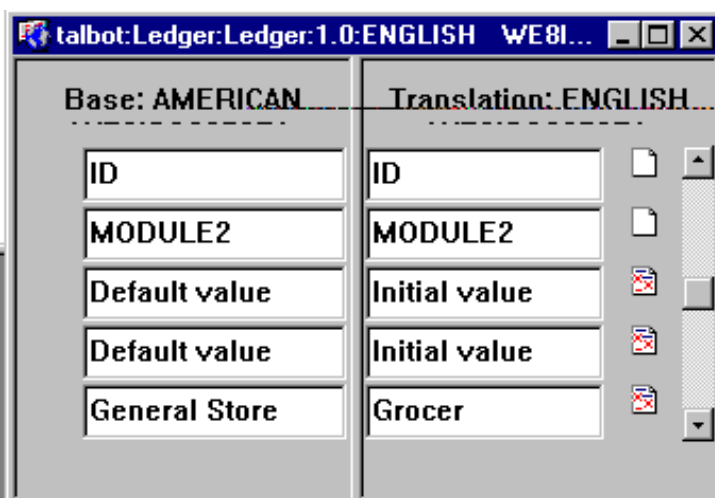 talbot:Ledger:Ledger:1.0:ENGLISH WE8I...
Base: AMERICAN Translation: ENGLISH
ID ID
MODULE2 MODULE2
Default value Initial value
Default value Initial value
General Store Grocer